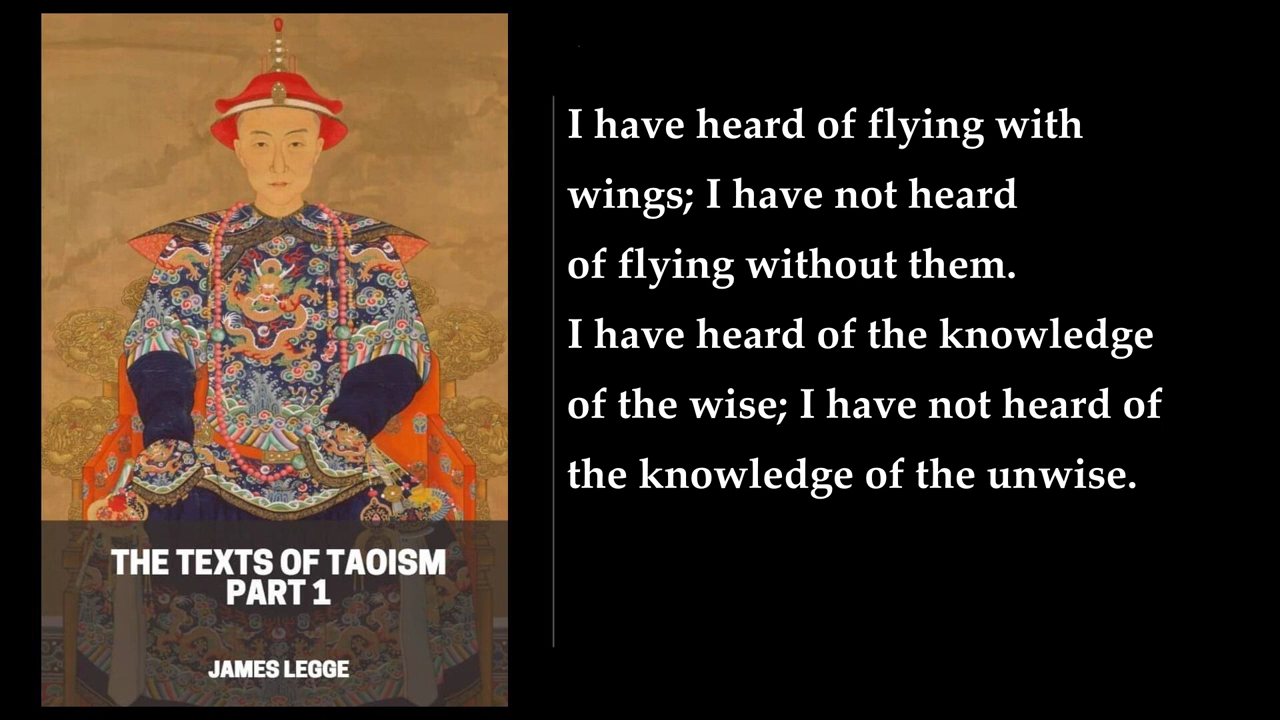 THE TEXTS OF TAOISM
PART 1
JAMES LEGGE
I have heard of flying with
wings; I have not heard
of flying without them.
I have heard of the knowledge
of the wise; I have not heard of
the knowledge of the unwise.